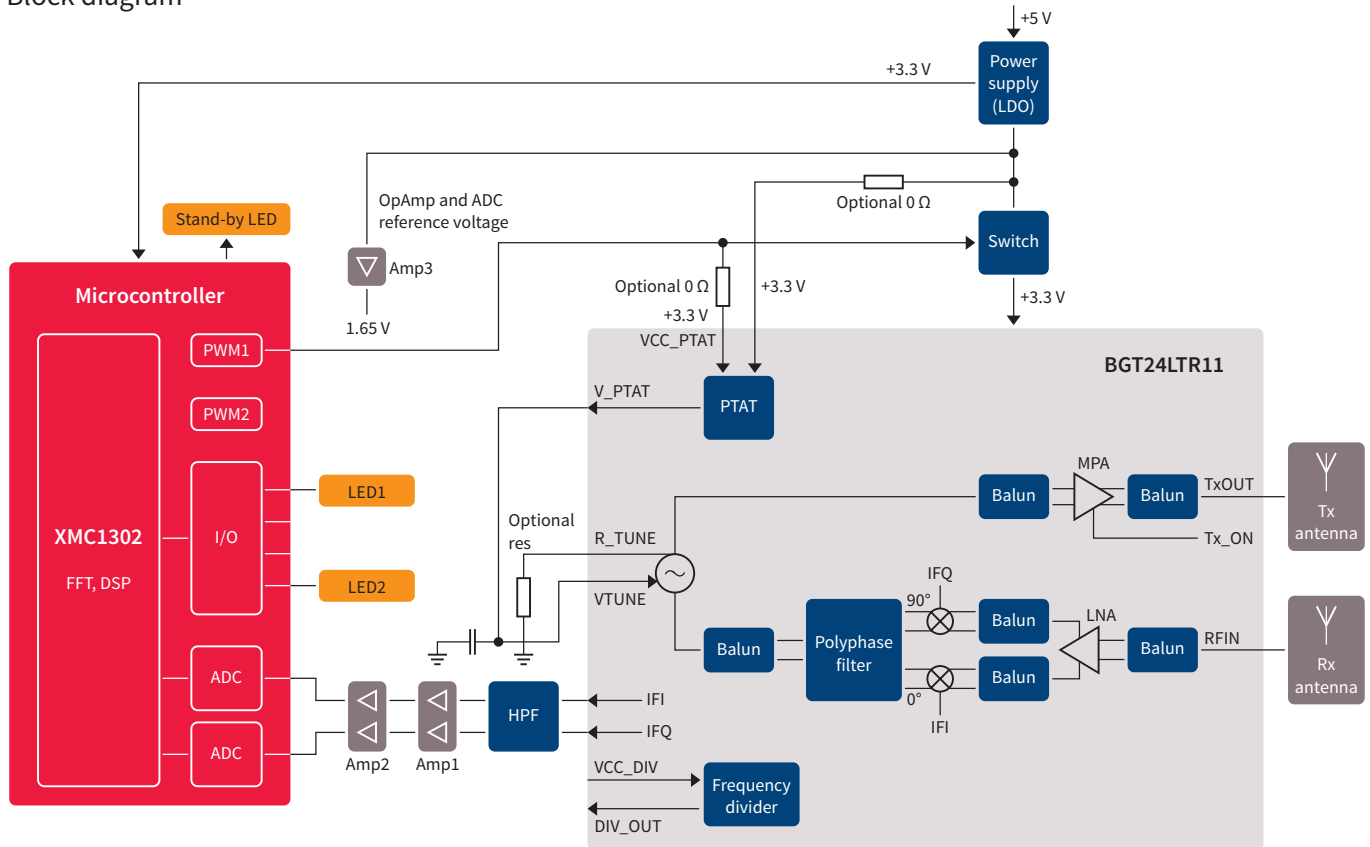 Block diagram
+5 V
Power
supply
(LDO)
+3.3 V
OpAmp and ADC
reference voltage
Optional 0 Ω
Stand-by LED
Switch
Amp3
Optional 0 Ω
+3.3 V
+3.3 V
+3.3 V
1.65 V
VCC_PTAT
Microcontroller
PWM1
PWM2
XMC1302
FFT, DSP
I/O
LED1
LED2
ADC
ADC
BGT24LTR11
V_PTAT
PTAT
MPA
Balun
Balun
TxOUT
Tx_ON
Tx
antenna
Optional
res
R_TUNE
VTUNE
IFQ
90°
Balun
LNA
Balun
Polyphase
filter
Balun
RFIN
Balun
0°
IFI
Rx
antenna
HPF
IFI
IFQ
Amp2
Amp1
VCC_DIV
Frequency
divider
DIV_OUT